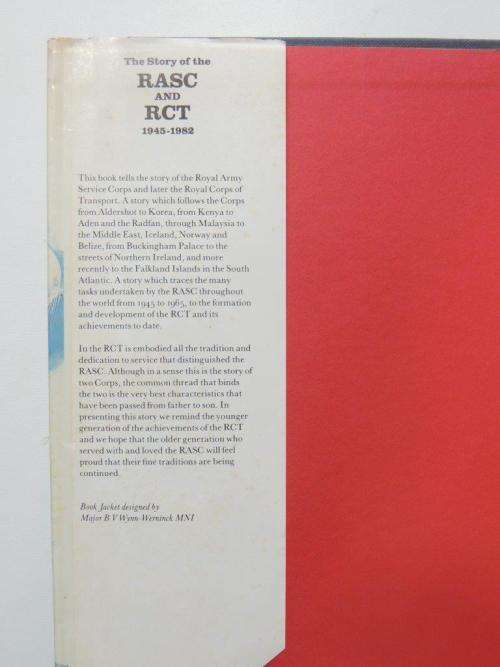 The Story of the
RASC
AND
RCT
1945-1982
This book tells the story of the Royal Army
Service Corps and later the Royal Corps of
Transport. A story which follows the Corps
from Aldershot to Korea, from Kenya to
Aden and the Radfan, through Malaysia to
the Middle East, Iceland, Norway and
Belize, from Buckingham Palace to the
streets of Northern Ireland, and more
recently to the Falkland Islands in the South
Atlantic. A story which traces the many
tasks undertaken by the RASC throughout
the world from 1945 to 1965, to the formation
and development of the RCT and its
achievements to date.
In the RCT is embodied all the tradition and
dedication to service that distinguished the
RASC. Although in a sense this is the story of
two Corps, the common thread that binds
the two is the very best characteristics that
have been passed from father to son. In
presenting this story we remind the younger
generation of the achievements of the RCT
and we hope that the older generation who
served with and loved the RASC will feel
proud that their fine traditions are being
continued.
Book Jacket designed by
Major B V Wynn-Werninck MNI